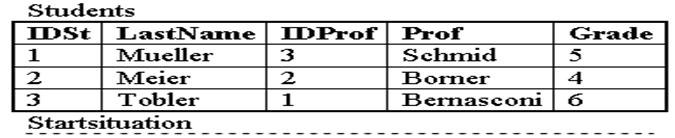 Students
IDSt LastName IDProf Prof Grade
1 Mueller 3 Schmid 5
2 Meier 2 Borner 4
3 Tobler 1 Bernasconi 6
Startsituation